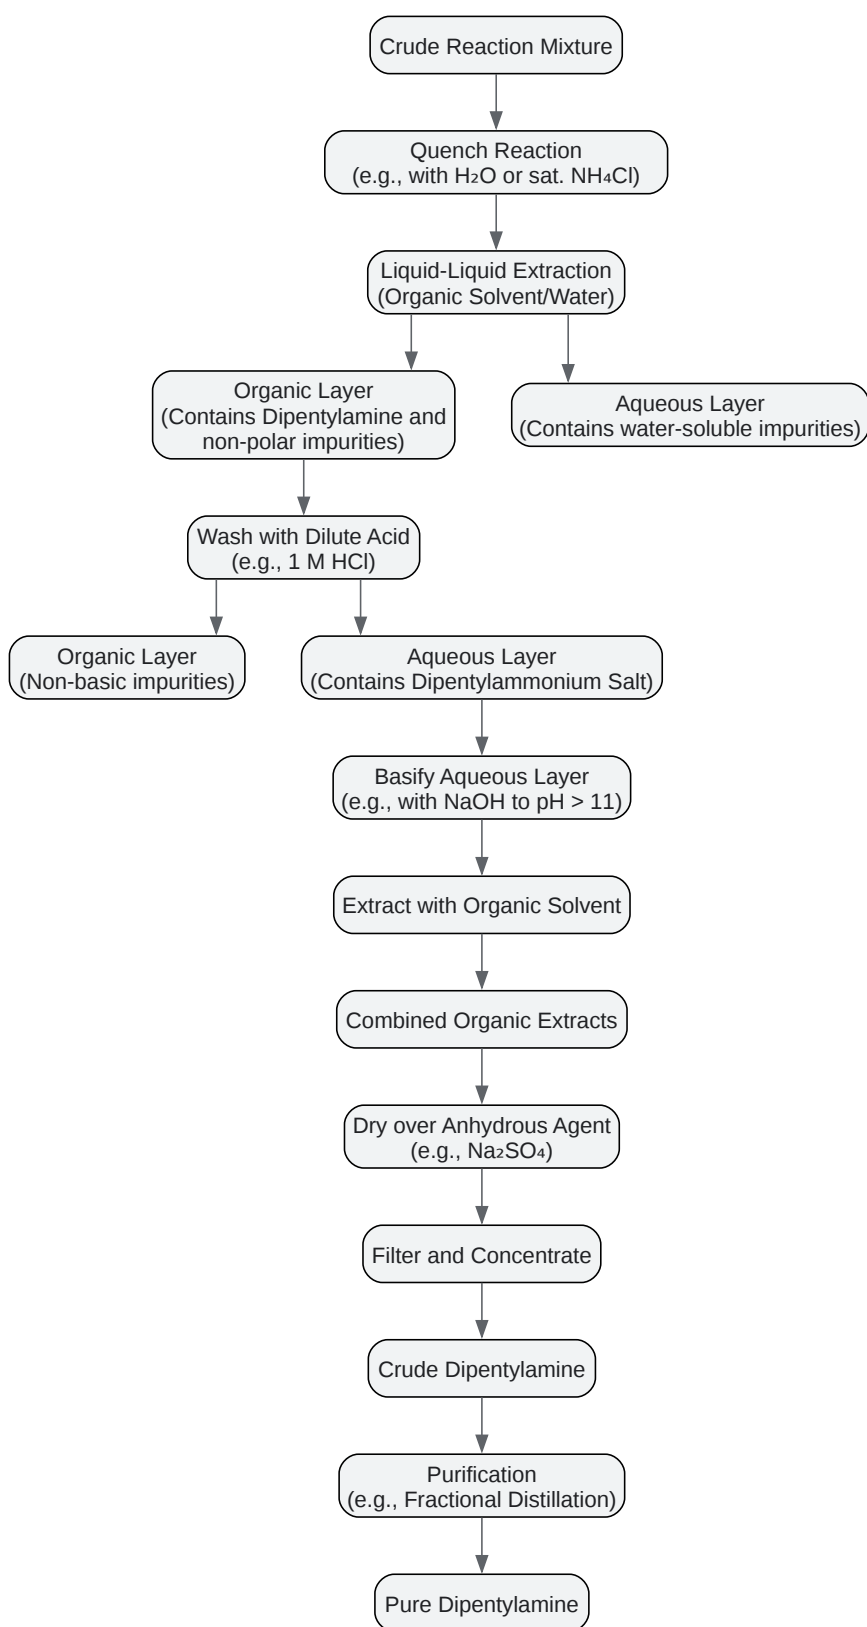 Crude Reaction Mixture
Quench Reaction
(e.g., with H₂O or sat. NH₄Cl)
Liquid-Liquid Extraction
(Organic Solvent/Water)
Organic Layer
(Contains Dipentylamine and
non-polar impurities)
Aqueous Layer
(Contains water-soluble impurities)
Wash with Dilute Acid
(e.g., 1 M HCl)
Organic Layer
(Non-basic impurities)
Aqueous Layer
(Contains Dipentylammonium Salt)
Basify Aqueous Layer
(e.g., with NaOH to pH > 11)
Extract with Organic Solvent
Combined Organic Extracts
Dry over Anhydrous Agent
(e.g., Na₂SO₄)
Filter and Concentrate
Crude Dipentylamine
Purification
(e.g., Fractional Distillation)
Pure Dipentylamine